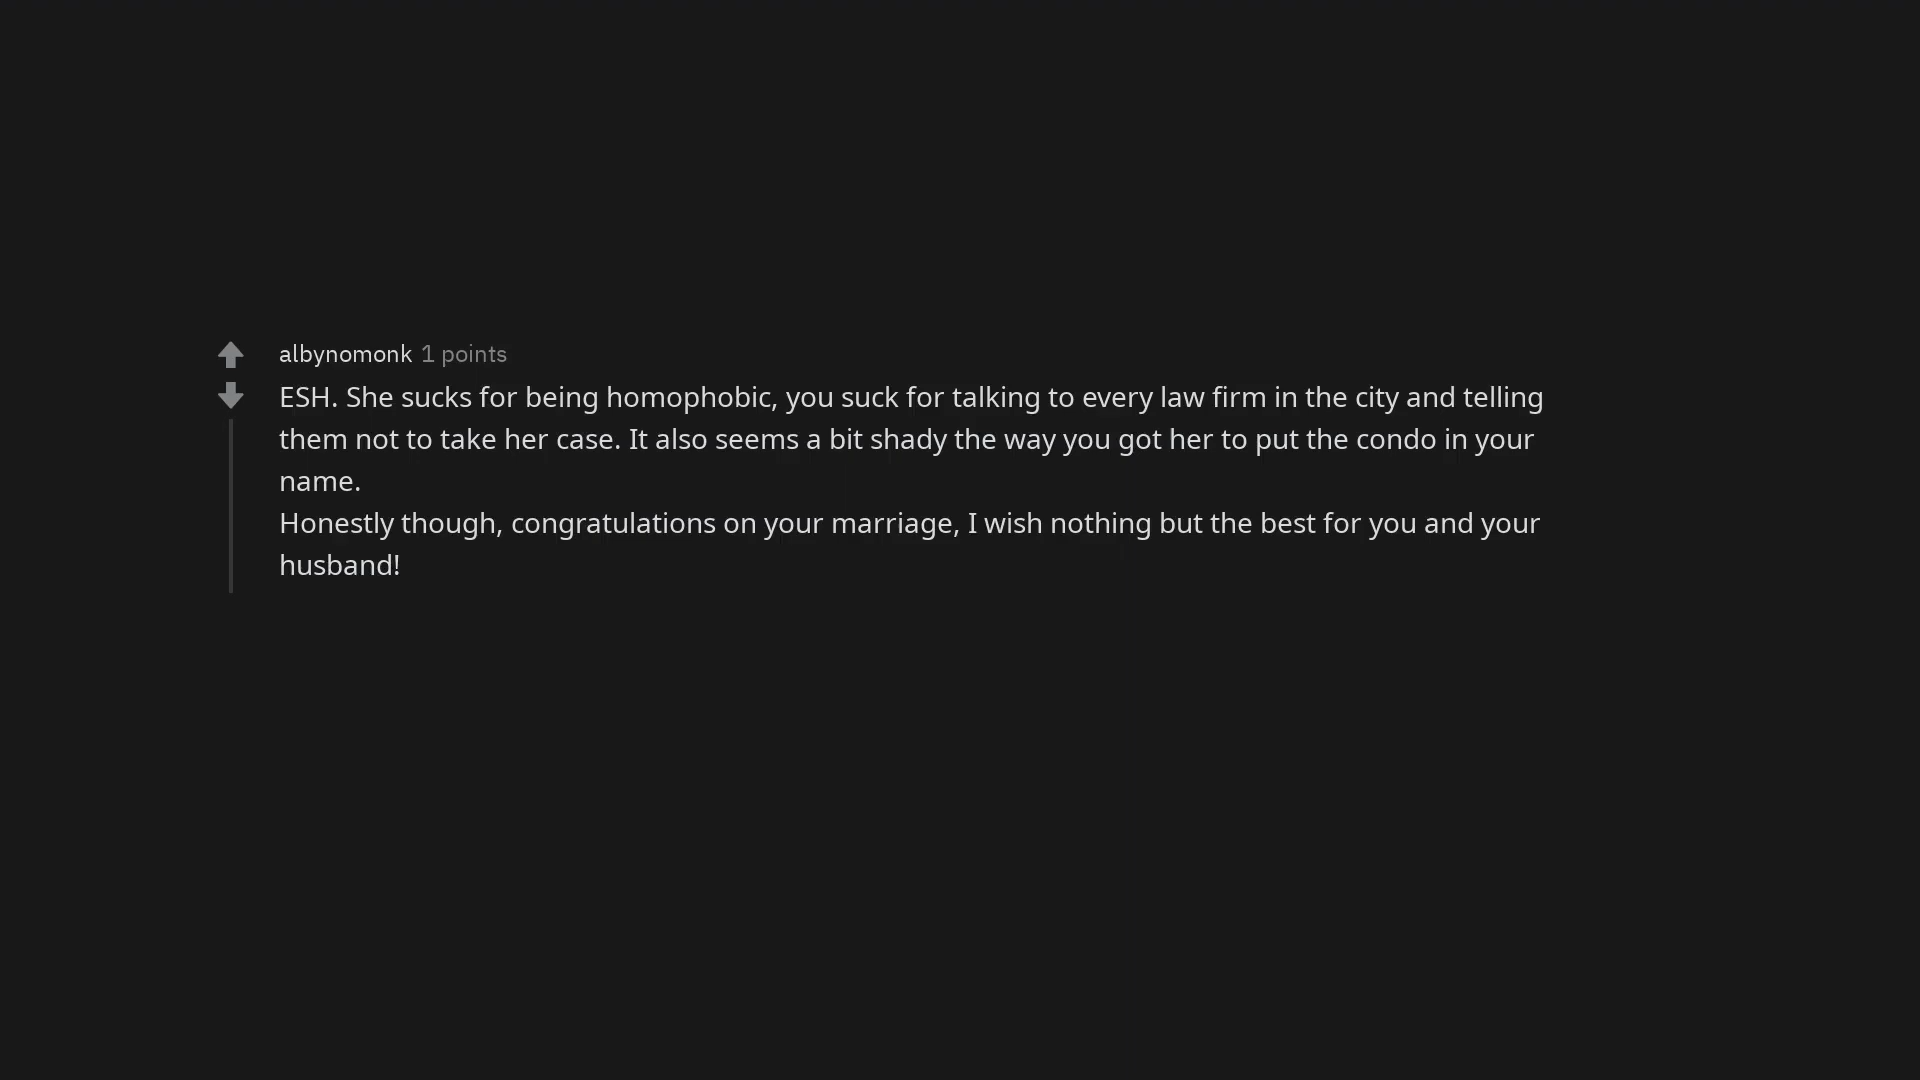 albynomonk 1 points
ESH. She sucks for being homophobic, you suck for talking to every law firm in the city and telling
them not to take her case. It also seems a bit shady the way you got her to put the condo in your
name.
Honestly though, congratulations on your marriage, I wish nothing but the best for you and your
husband!